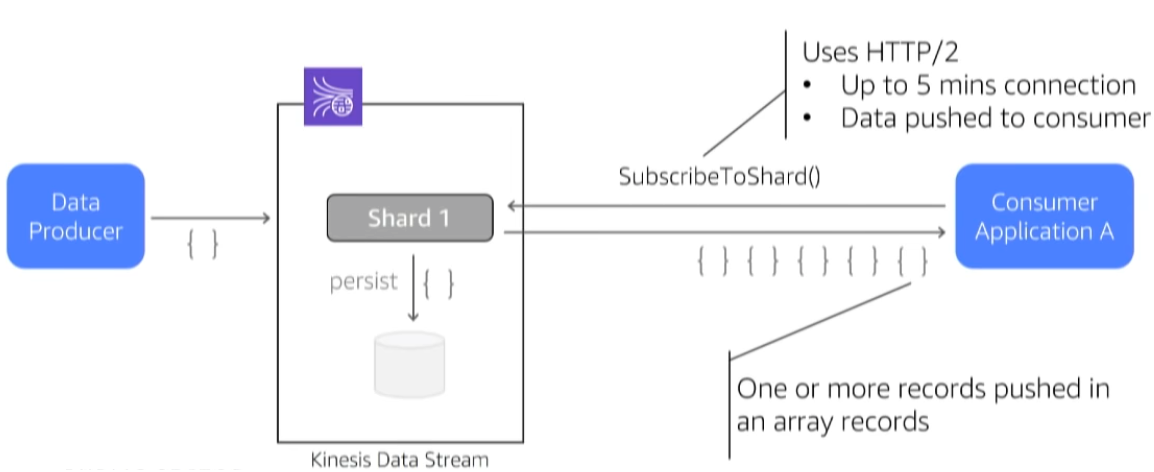 Uses HTTP/2
• Up to 5 mins connection
• Data pushed to consumer
SubscribeToShard()
Data
Producer
{ }
Shard 1
persist
{ }
Consumer
Application A
{ } { } { } { } { }
One or more records pushed in
an array records
Kinesis Data Stream